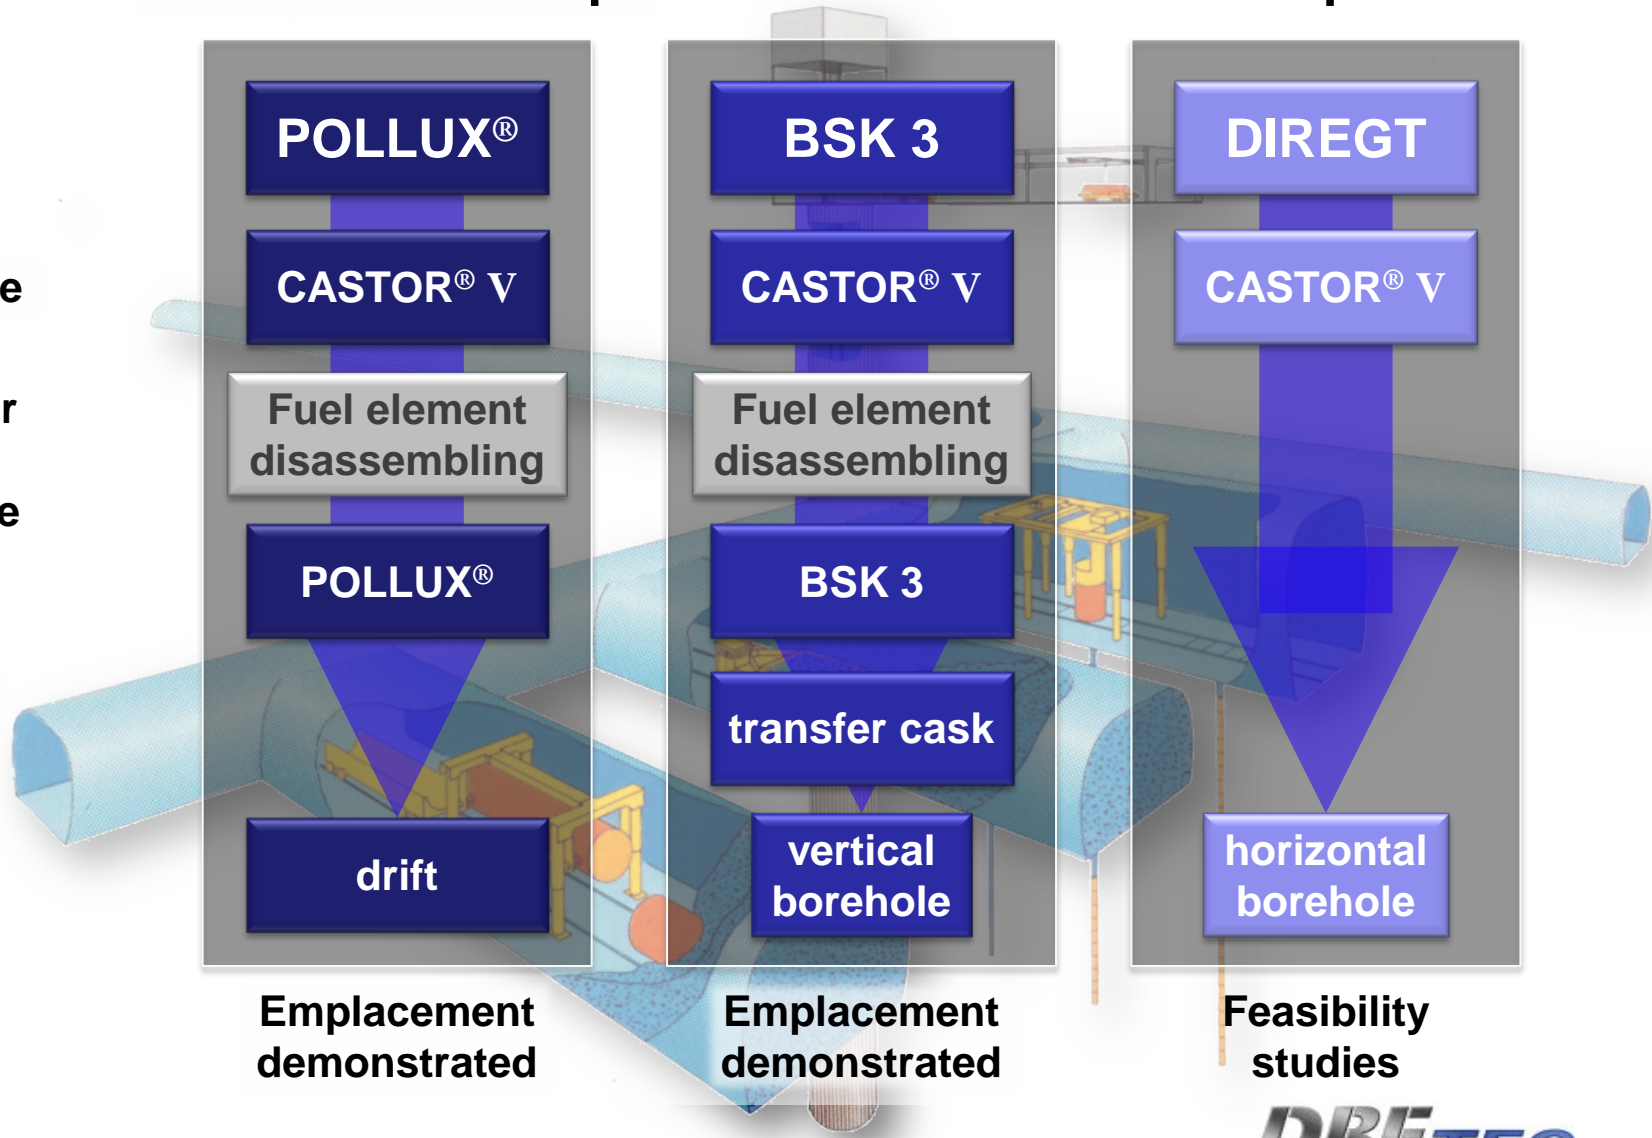 POLLUX®
CASTOR® V
Fuel element
disassembling
POLLUX®
drift
Emplacement
demonstrated
BSK 3
CASTOR® V
Fuel element
disassembling
BSK 3
transfer cask
vertical
borehole
Emplacement
demonstrated
DIREGT
CASTOR® V
horizontal
borehole
Feasibility
studies